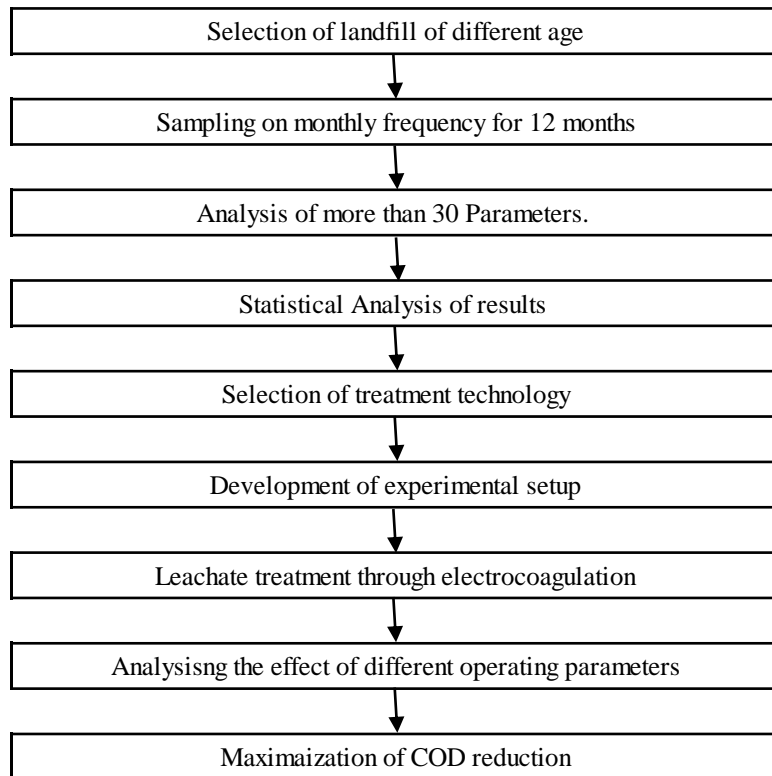 Selection of landfill of different age
Sampling on monthly frequency for 12 months
Analysis of more than 30 Parameters.
Statistical Analysis of results
Selection of treatment technology
Development of experimental setup
Leachate treatment through electrocoagulation
Analysisng the effect of different operating parameters
Maximaization of COD reduction